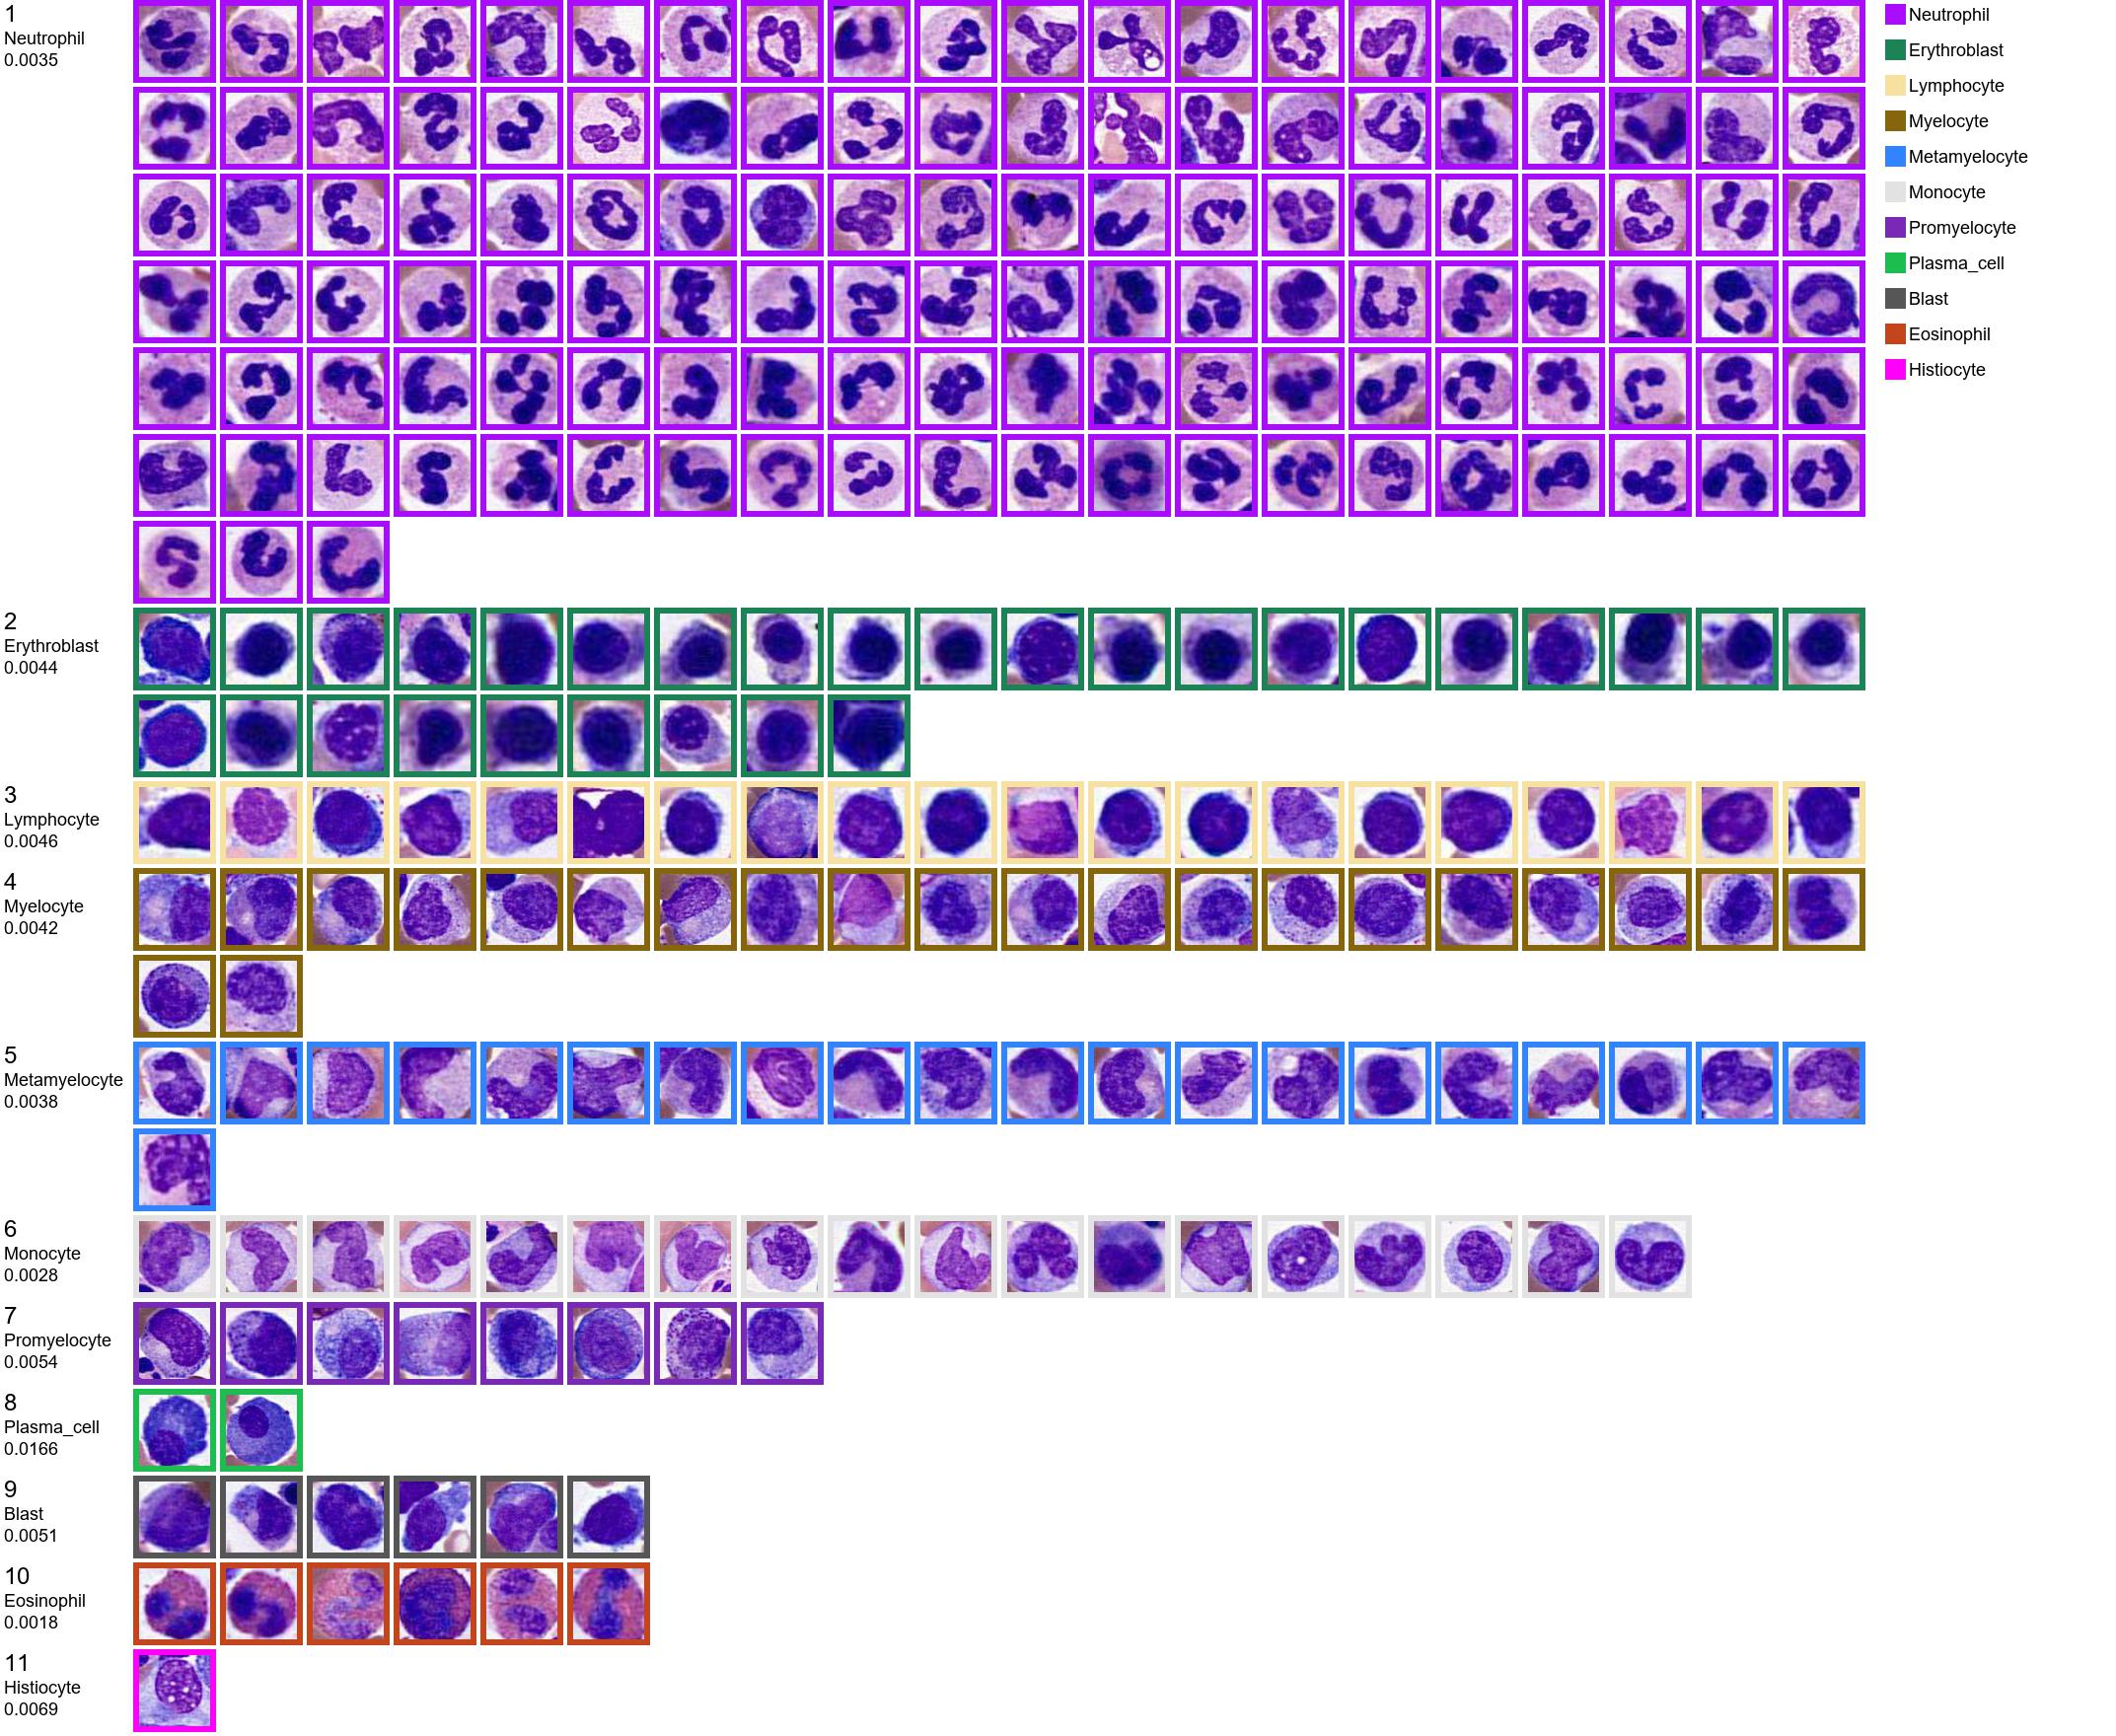 1
Neutrophil
0.0035
2
Erythroblast
0.0044
3
Lymphocyte
0.0046
4
Myelocyte
0.0042
5
Metamyelocyte
0.0038
6
Monocyte
0.0028
7
Promyelocyte
0.0054
8
Plasma_cell
0.0166
9
Blast
0.0051
10
Eosinophil
0.0018
11
Histiocyte
0.0069
Neutrophil
Erythroblast
Lymphocyte
Myelocyte
Metamyelocyte
Monocyte
Promyelocyte
Plasma_cell
Blast
Eosinophil
Histiocyte